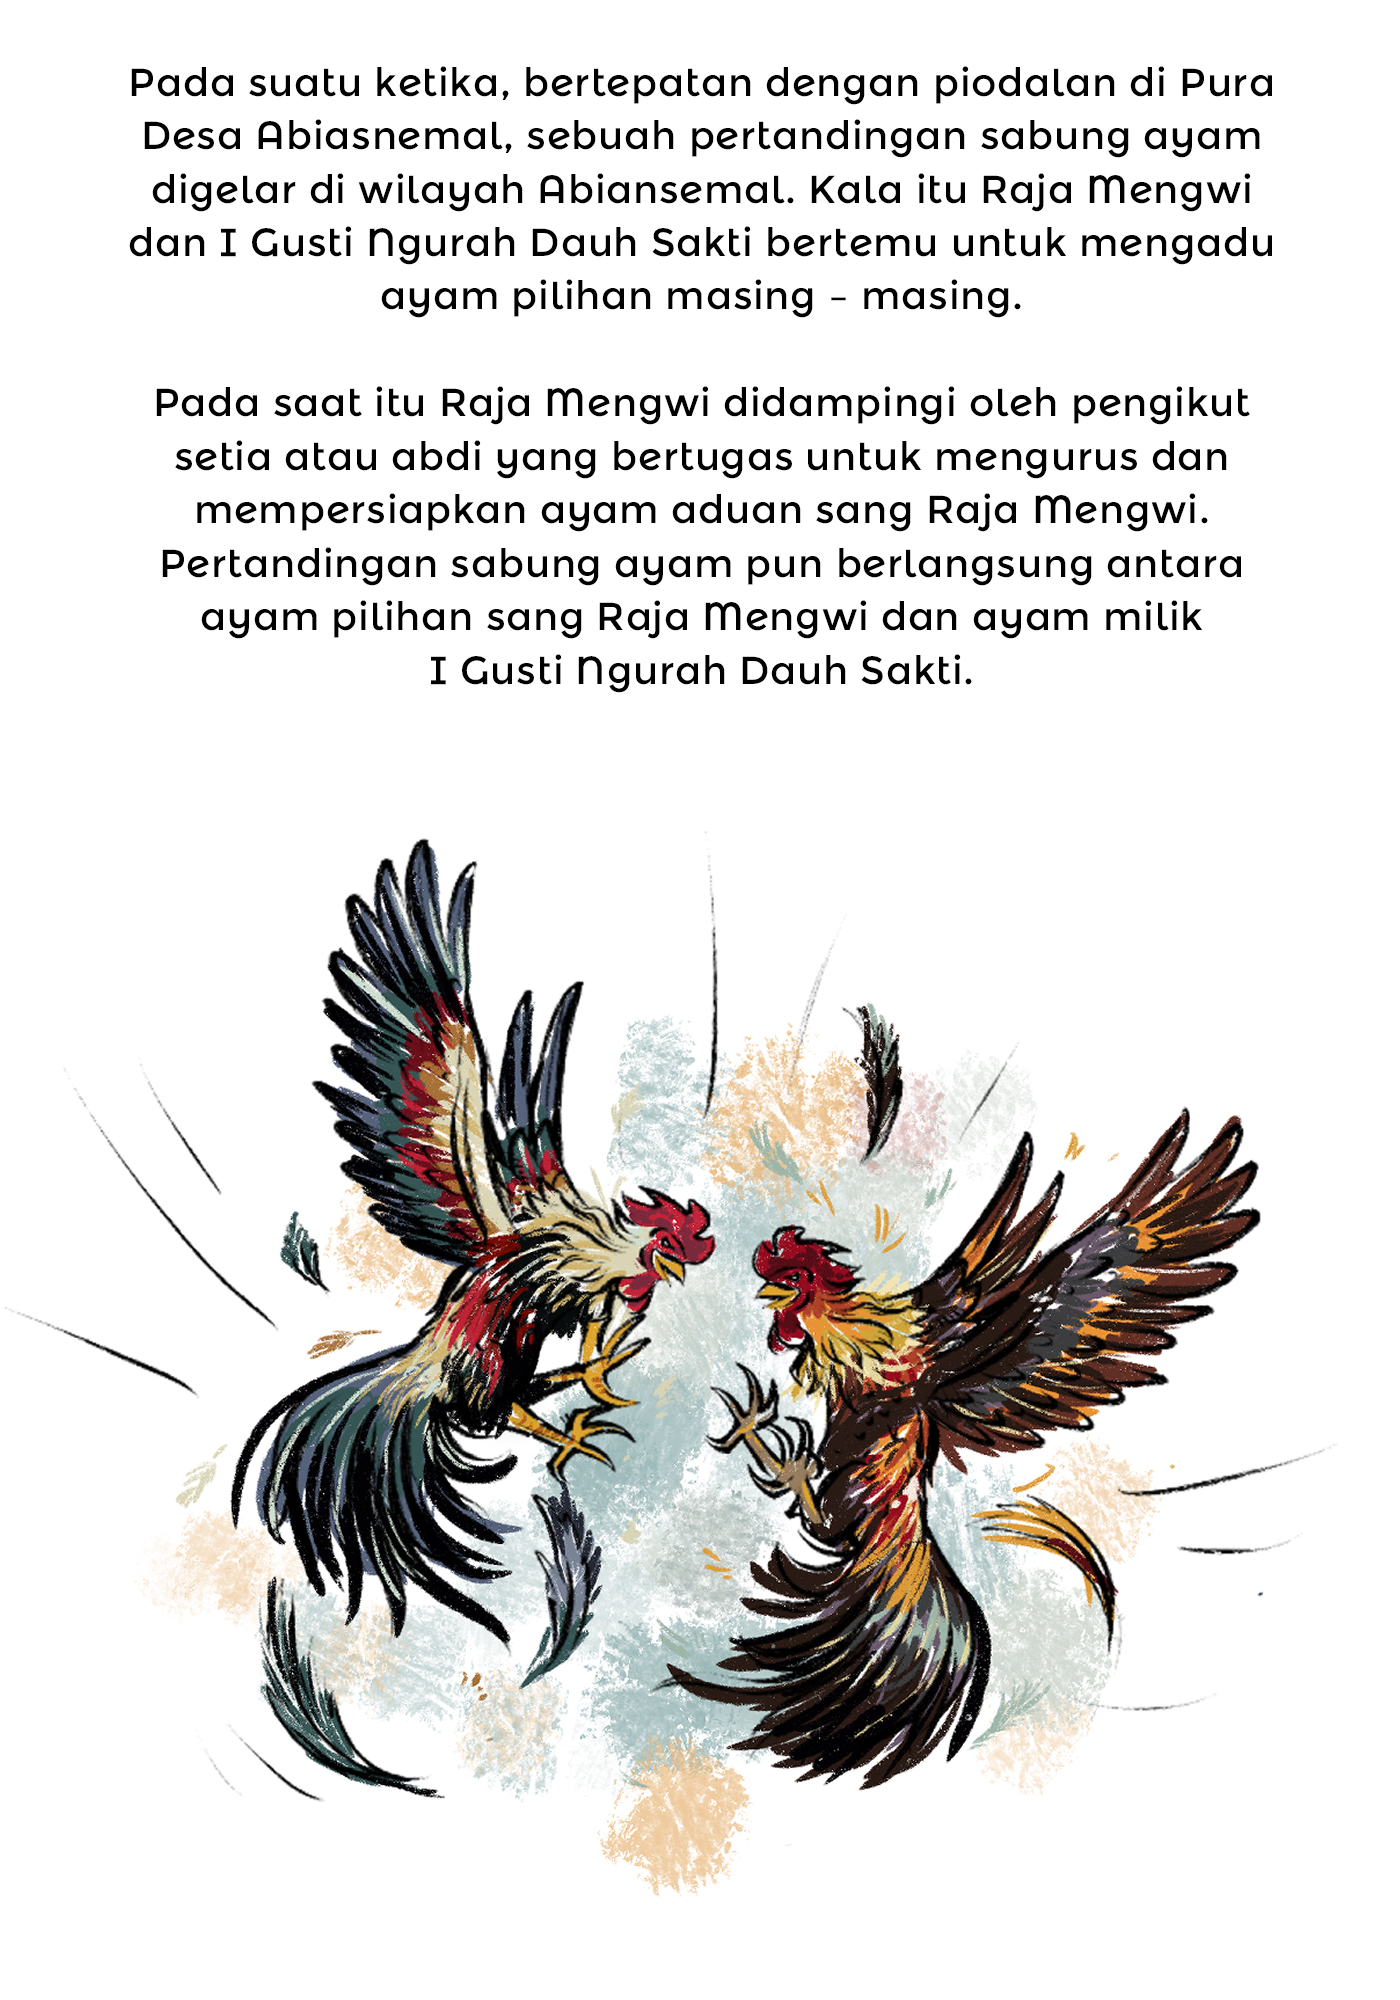 Pada suatu ketika, bertepatan dengan piodalan di Pura
Desa Abiasnemal, sebuah pertandingan sabung ayam
digelar di wilayah Abiansemal. Kala itu Raja Mengwi
dan I Gusti Ngurah Dauh Sakti bertemu untuk mengadu
ayam pilihan masing - masing.
Pada saat itu Raja Mengwi didampingi oleh pengikut
setia atau abdi yang bertugas untuk mengurus dan
mempersiapkan ayam aduan sang Raja Mengwi.
Pertandingan sabung ayam pun berlangsung antara
ayam pilihan sang Raja Mengwi dan ayam milik
I Gusti Ngurah Dauh Sakti.